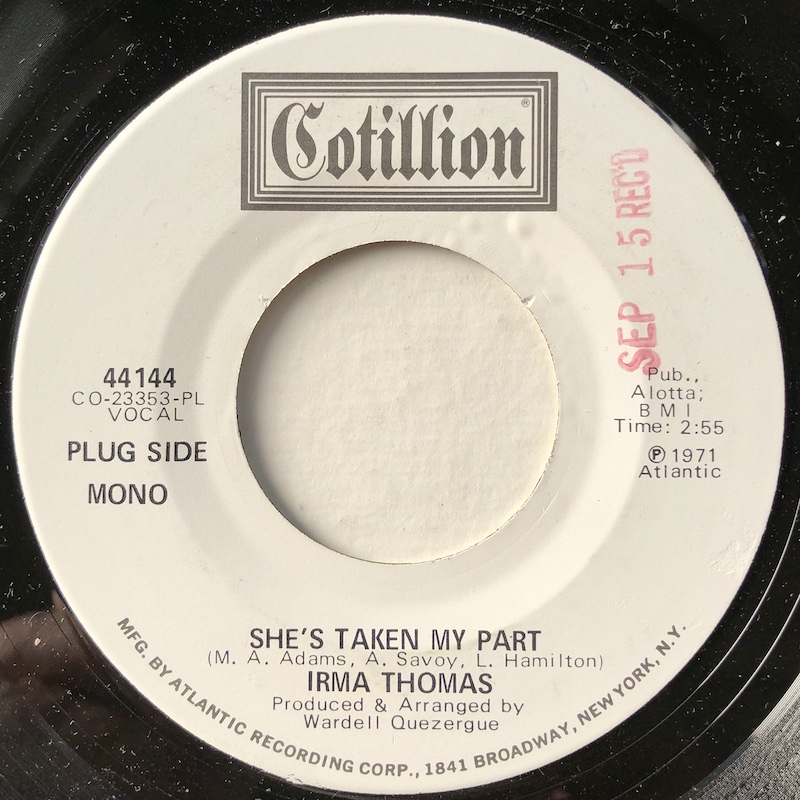 Cotillion®
SEP 15 REC'D
44144
CO-23353-PL
VOCAL
PLUG SIDE
MONO
Pub.,
Alotta;
BMI
Time: 2:55
℗ 1971
Atlantic
SHE'S TAKEN MY PART
(M. A. Adams, A. Savoy, L. Hamilton)
IRMA THOMAS
Produced & Arranged by
Wardell Quezergue
MFG. BY ATLANTIC RECORDING CORP., 1841 BROADWAY, NEW YORK, N.Y.